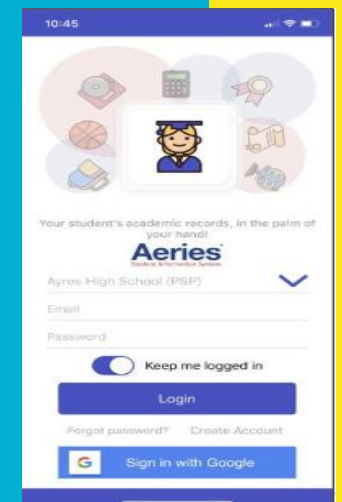 10:45
Your student's academic records, in the palm of
your hand!
Aeries
Student Information System
Ayres High School (PSP)
Email
Password
Keep me logged in
Login
Forgot password? Create Account
G Sign in with Google